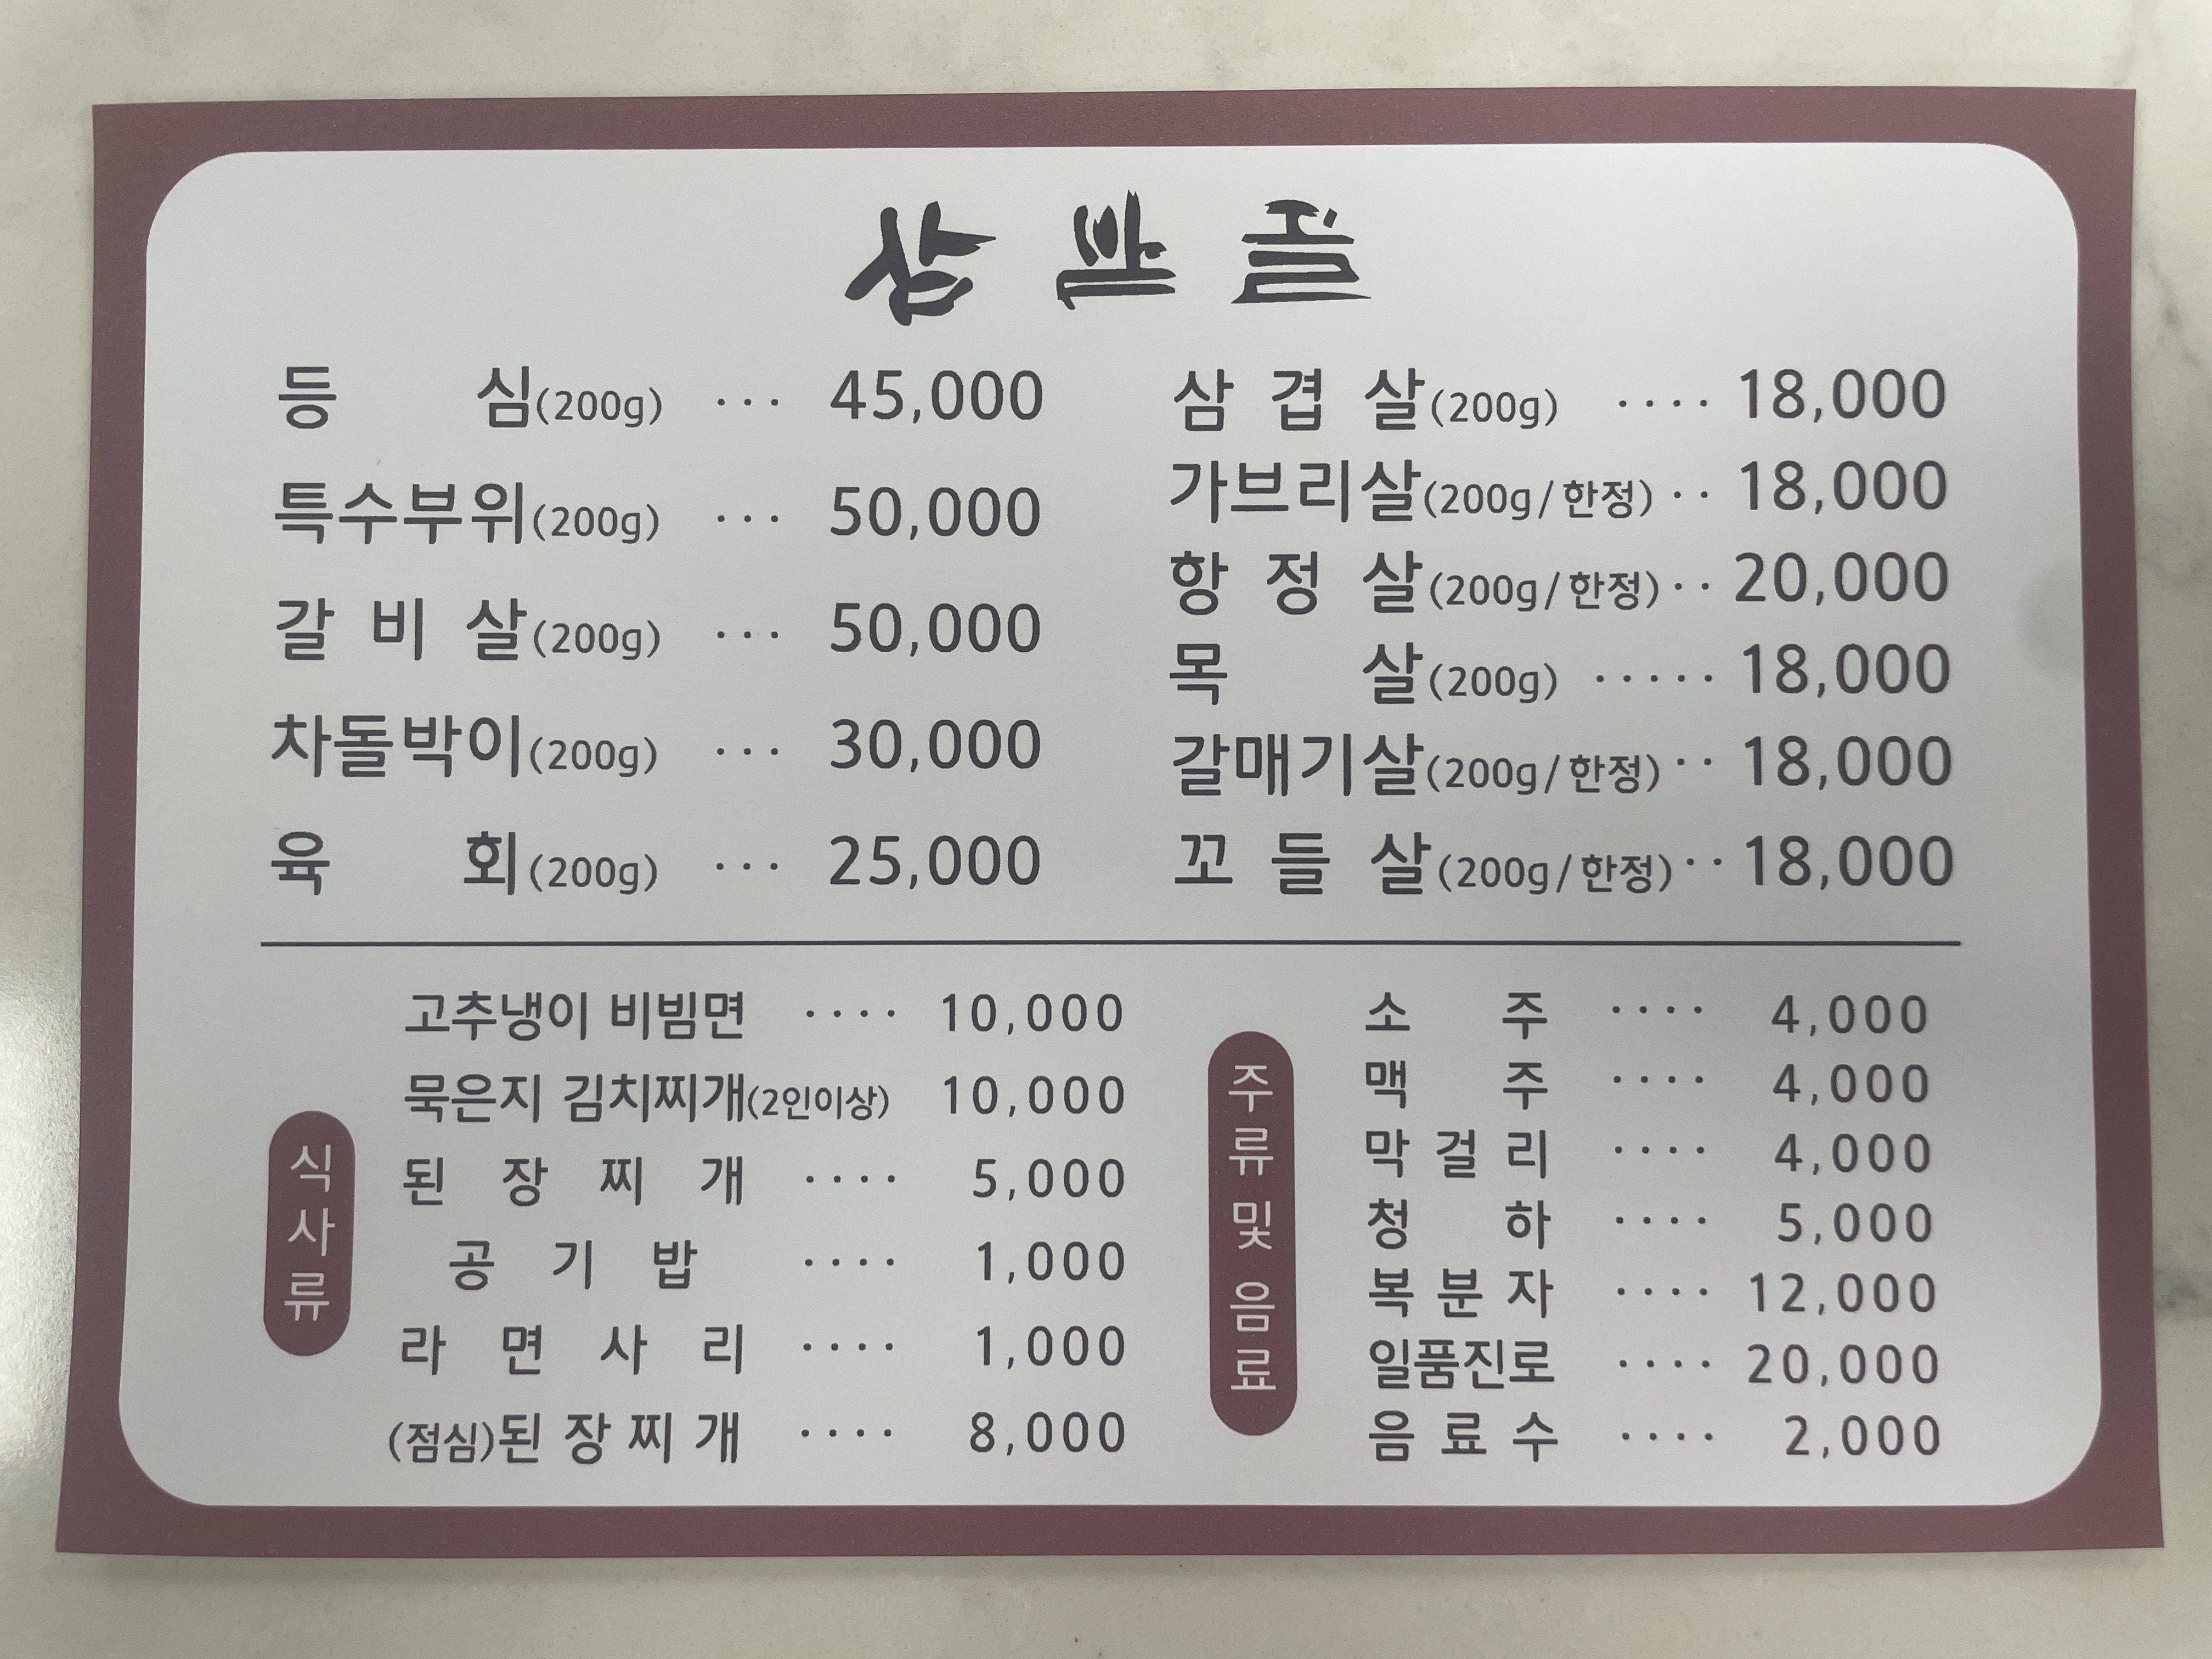 삼백돌
등심(200g) ··· 45,000
특수부위(200g) ··· 50,000
갈비살(200g) ··· 50,000
차돌박이(200g) ··· 30,000
육회(200g) ··· 25,000
삼겹살(200g) ···· 18,000
가브리살(200g/한정) ·· 18,000
항정살(200g/한정) ·· 20,000
목살(200g) ····· 18,000
갈매기살(200g/한정) ·· 18,000
꼬들살(200g/한정) ·· 18,000
식사류
고추냉이 비빔면 ···· 10,000
묵은지 김치찌개(2인이상) 10,000
된장찌개 ···· 5,000
공기밥 ···· 1,000
라면사리 ···· 1,000
(점심)된장찌개 ···· 8,000
주류 및 음료
소주 ···· 4,000
맥주 ···· 4,000
막걸리 ···· 4,000
청하 ···· 5,000
복분자 ···· 12,000
일품진로 ···· 20,000
음료수 ···· 2,000